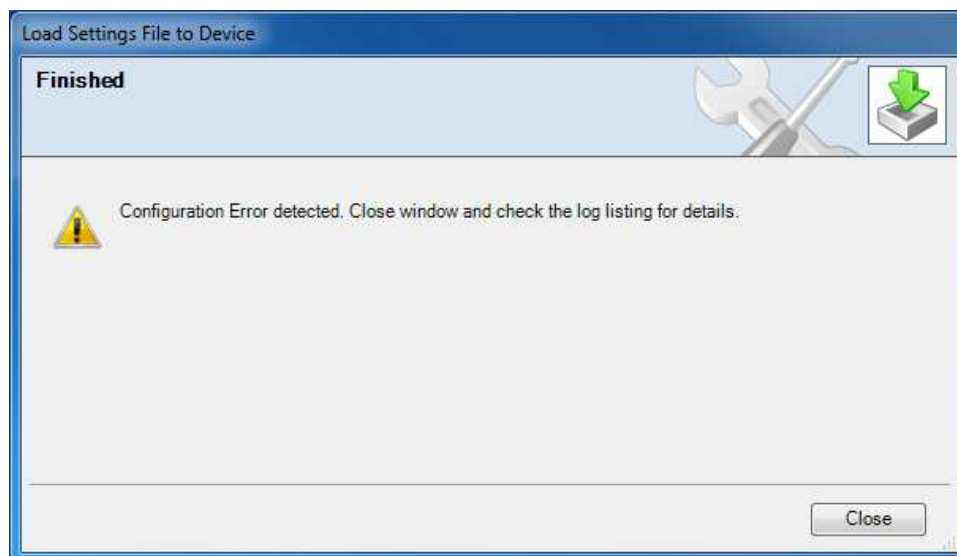 Load Settings File to Device
Finished
Configuration Error detected. Close window and check the log listing for details.
Close